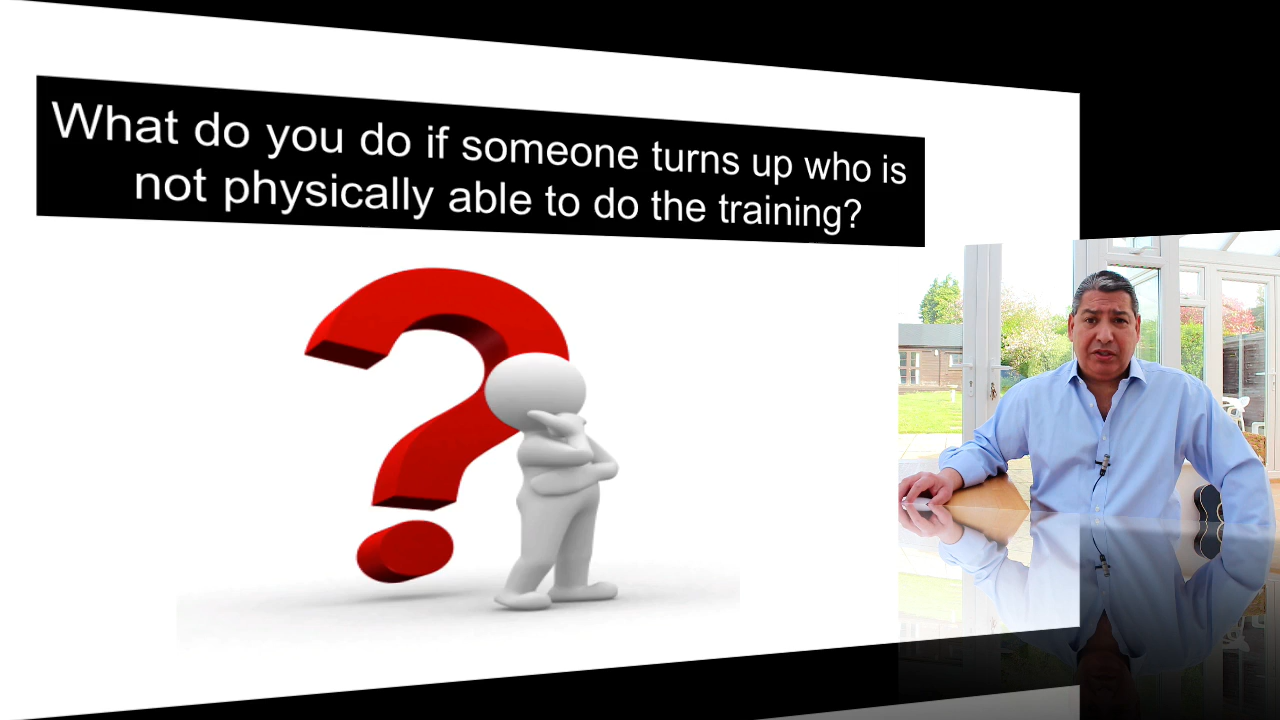 What do you do if someone turns up who is
not physically able to do the training?